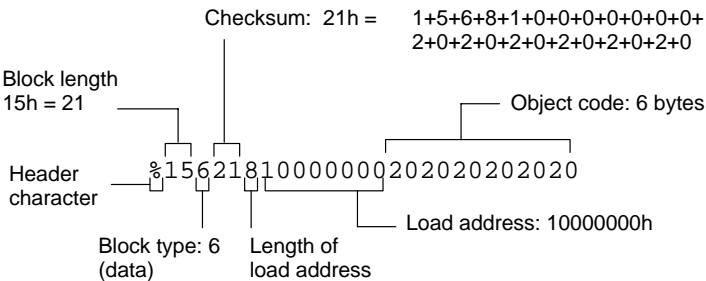 Checksum: 21h = 1+5+6+8+1+0+0+0+0+0+0+0+
2+0+2+0+2+0+2+0+2+0+2+0
Block length
15h = 21
Object code: 6 bytes
%15621810000000202020202020
Header
character
Load address: 10000000h
Block type: 6
(data)
Length of
load address